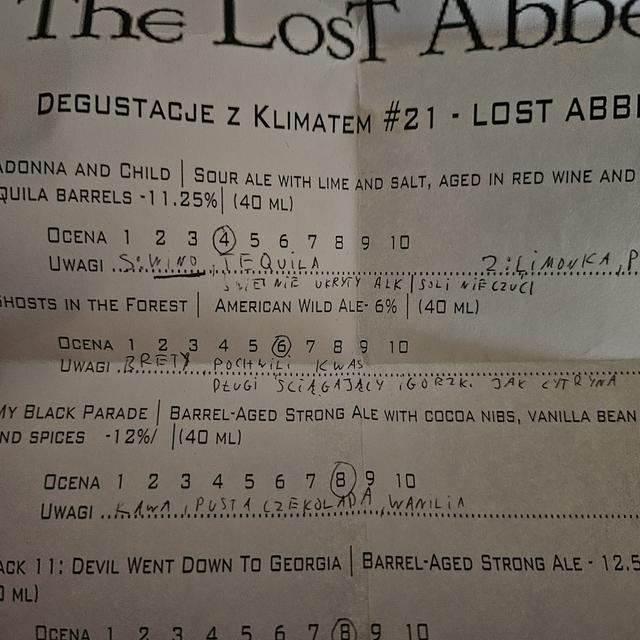 The Lost Abbe
Degustacje z Klimatem #21 - Lost Abb
adonna and Child | Sour ale with lime and salt, aged in red wine and
quila barrels -11.25%| (40 ml)
Ocena 1 2 3 4 5 6 7 8 9 10
Uwagi S: WINO, TEQUILA 2: LIMONKA, P
UKRYTY ALK | SOLI NIE CZUĆ
hosts in the Forest | American Wild Ale- 6% | (40 ml)
Ocena 1 2 3 4 5 6 7 8 9 10
Uwagi BRETY POCHWILI KWAS
DŁUGI ŚCIĄGAJĄCY I GORZKI JAK CYTRYNA
My Black Parade | Barrel-Aged Strong Ale with cocoa nibs, vanilla bean
nd spices -12%/ |(40 ml)
Ocena 1 2 3 4 5 6 7 8 9 10
Uwagi KAWA, PUSTA CZEKOLADA, WANILIA
ack 11: Devil Went Down To Georgia | Barrel-Aged Strong Ale - 12.5
0 ml)
Ocena 1 2 3 4 5 6 7 8 9 10